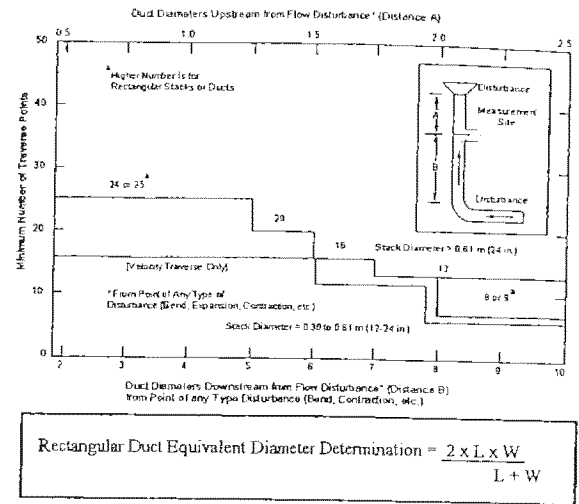 Duct Diameters Upstream from Flow Disturbance* (Distance A)
0.5 1.0 1.5 2.0 2.5
50
40
30
20
10
0
Minimum Number of Traverse Points
a Higher Number is for
Rectangular Stacks or Ducts
Disturbance
Measurement
Site
A
B
Disturbance
24 or 25 a
20
16
Stack Diameter > 0.61 m (24 in.)
12
[Velocity Traverse Only]
8 or 9 a
* From Point of Any Type of
Disturbance (Bend, Expansion, Contraction, etc.)
Stack Diameter = 0.30 to 0.61 m (12-24 in.)
2 3 4 5 6 7 8 9 10
Duct Diameters Downstream from Flow Disturbance* (Distance B)
from Point of any Type Disturbance (Bend, Contraction, etc.)
Rectangular Duct Equivalent Diameter Determination = 2 x L x W
L + W